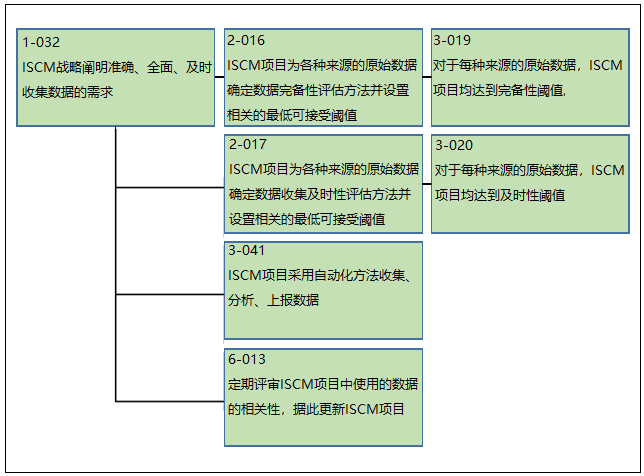 1-032
ISCM战略阐明准确、全面、及时
收集数据的需求
2-016
ISCM项目为各种来源的原始数据
确定数据完备性评估方法并设置
相关的最低可接受阈值
3-019
对于每种来源的原始数据，ISCM
项目均达到完备性阈值.
2-017
ISCM项目为各种来源的原始数据
确定数据收集及时性评估方法并
设置相关的最低可接受阈值
3-020
对于每种来源的原始数据，ISCM
项目均达到及时性阈值
3-041
ISCM项目采用自动化方法收集、
分析、上报数据
6-013
定期评审ISCM项目中使用的数据
的相关性，据此更新ISCM项目